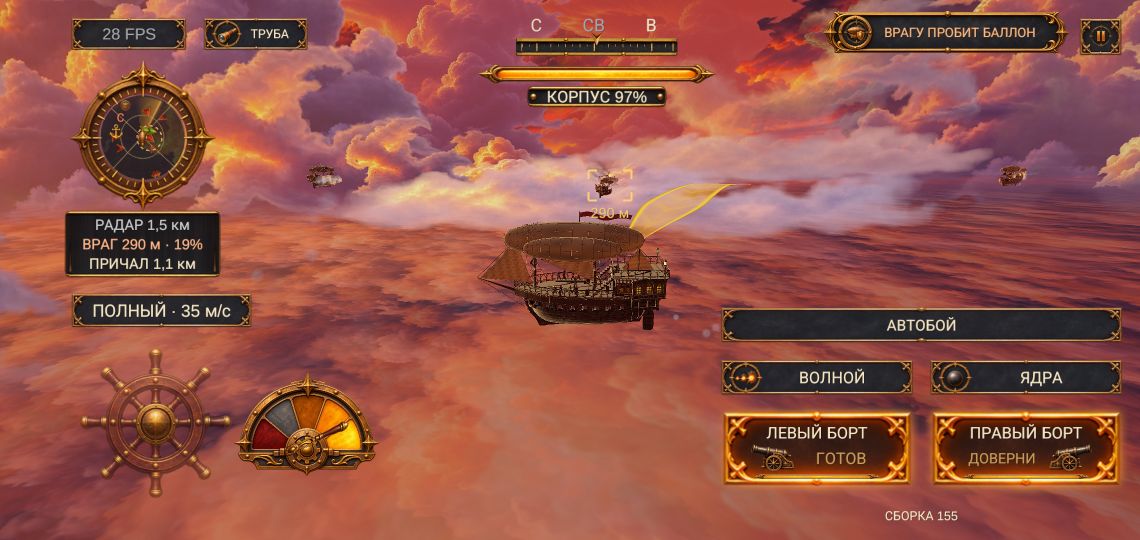 28 FPS
ТРУБА
С СВ В
КОРПУС 97%
ВРАГУ ПРОБИТ БАЛЛОН
С
РАДАР 1,5 км
ВРАГ 290 м · 19%
ПРИЧАЛ 1,1 км
290 м
ПОЛНЫЙ · 35 м/с
АВТОБОЙ
ВОЛНОЙ
ЯДРА
ЛЕВЫЙ БОРТ
ГОТОВ
ПРАВЫЙ БОРТ
ДОВЕРНИ
СБОРКА 155